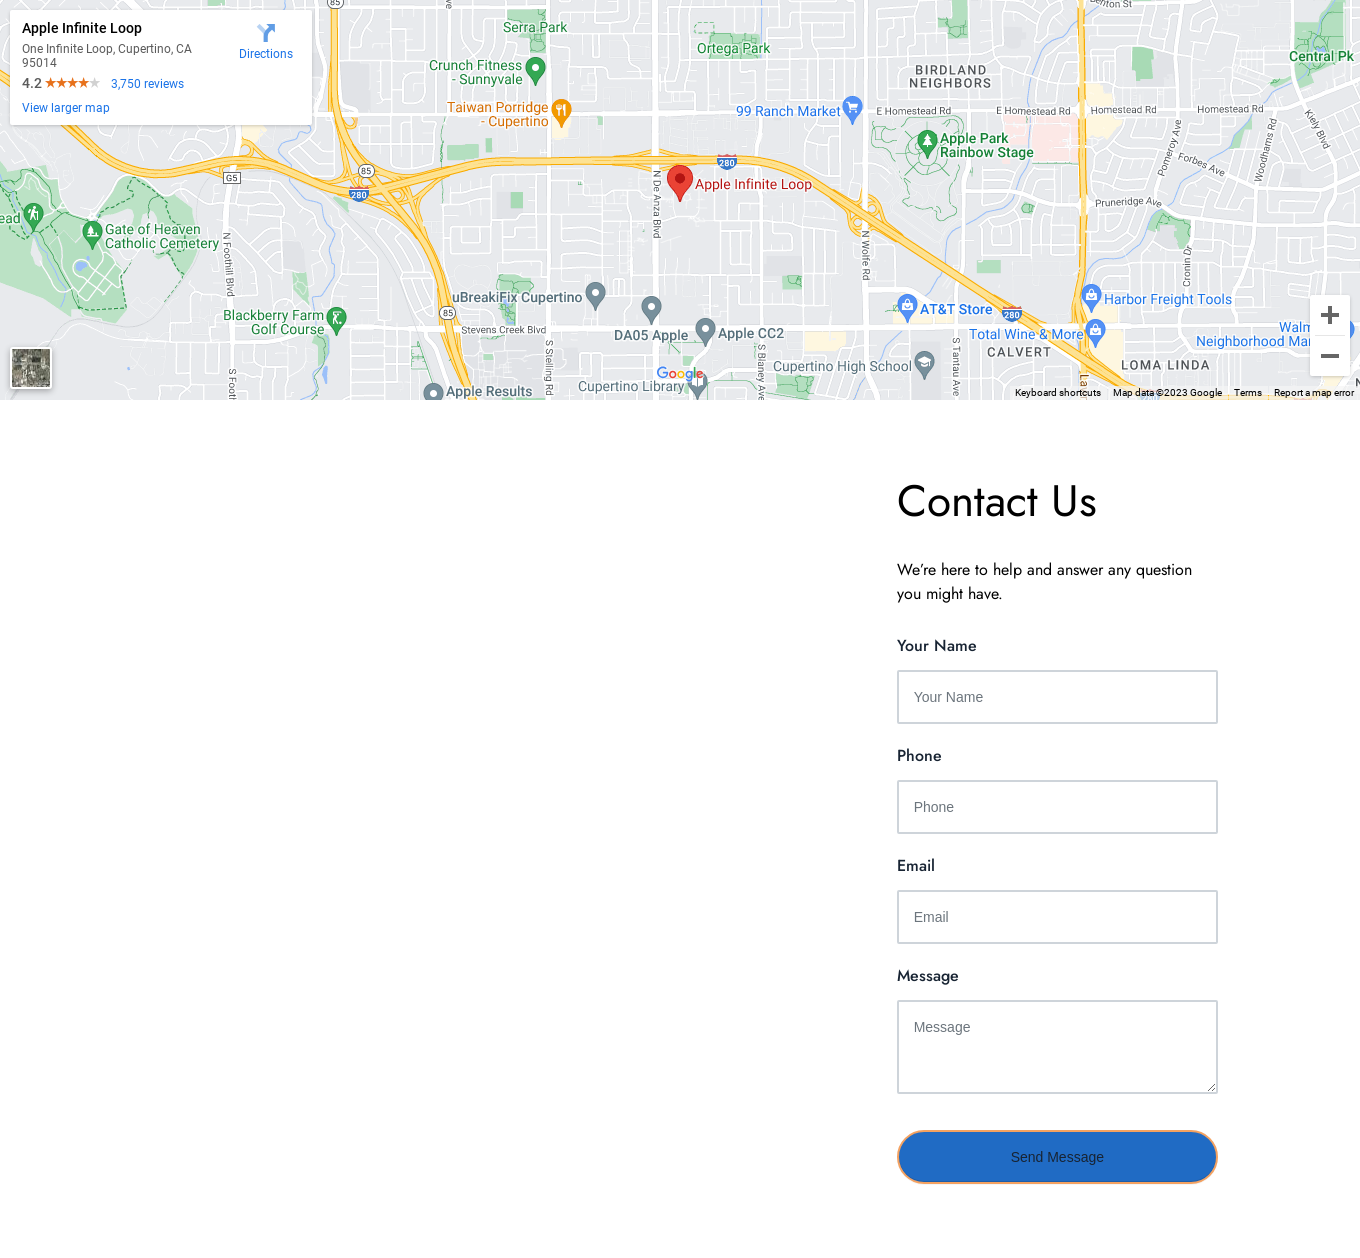 Apple Infinite Loop
One Infinite Loop, Cupertino, CA
95014
4.2
3,750 reviews
View larger map
Directions
85
Serra Park
Benton St
Ortega Park
Central Pk
Crunch Fitness
- Sunnyvale
BIRDLAND
NEIGHBORS
Taiwan Porridge
- Cupertino
99 Ranch Market
E Homestead Rd
E Homestead Rd
Homestead Rd
Homestead Rd
Kiely Blvd
Apple Park
Rainbow Stage
Pomeroy Ave
Forbes Ave
Woodhams Rd
280
85
G5
280
Apple Infinite Loop
N De Anza Blvd
Pruneridge Ave
ead
Gate of Heaven
Catholic Cemetery
N Foothill Blvd
N Wolfe Rd
Cronin Dr
uBreakiFix Cupertino
Harbor Freight Tools
AT&T Store
280
85
Blackberry Farm
Golf Course
Stevens Creek Blvd
DA05 Apple
Apple CC2
Total Wine & More
Walm
Neighborhood Mar
CALVERT
LOMA LINDA
S Stelling Rd
S Blaney Ave
S Tantau Ave
Cupertino High School
S Footh
Cupertino Library
Google
Apple Results
La
Keyboard shortcuts
Map data ©2023 Google
Terms
Report a map error
Contact Us
We’re here to help and answer any question
you might have.
Your Name
Your Name
Phone
Phone
Email
Email
Message
Message
Send Message